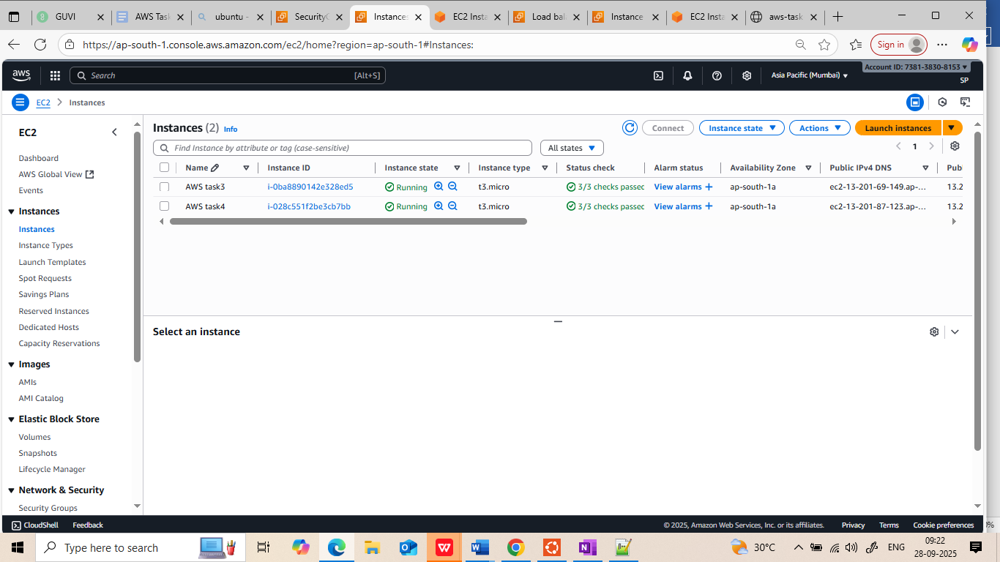 GUVI
AWS Task
ubuntu -
SecurityG
Instances
EC2 Insta
Load bala
Instance
EC2 Insta
aws-task
https://ap-south-1.console.aws.amazon.com/ec2/home?region=ap-south-1#Instances:
Sign in
aws
Search
[Alt+S]
Asia Pacific (Mumbai)
Account ID: 7381-3830-8153
SP
EC2
Instances
EC2
Dashboard
AWS Global View
Events
Instances
Instances
Instance Types
Launch Templates
Spot Requests
Savings Plans
Reserved Instances
Dedicated Hosts
Capacity Reservations
Images
AMIs
AMI Catalog
Elastic Block Store
Volumes
Snapshots
Lifecycle Manager
Network & Security
Security Groups
Instances (2) Info
Connect
Instance state
Actions
Launch instances
Find Instance by attribute or tag (case-sensitive)
All states
1
Name Instance ID Instance state Instance type Status check Alarm status Availability Zone Public IPv4 DNS Pub
AWS task3 i-0ba8890142e328ed5 Running t3.micro 3/3 checks passed View alarms + ap-south-1a ec2-13-201-69-149.ap-... 13.2
AWS task4 i-028c551f2be3cb7bb Running t3.micro 3/3 checks passed View alarms + ap-south-1a ec2-13-201-87-123.ap-... 13.2
Select an instance
CloudShell
Feedback
© 2025, Amazon Web Services, Inc. or its affiliates.
Privacy
Terms
Cookie preferences
Type here to search
30°C
ENG
09:22
28-09-2025